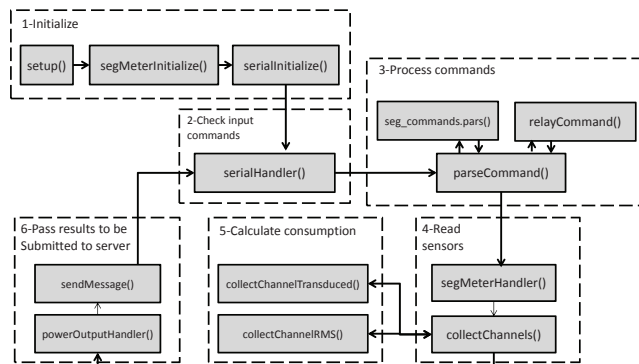 1-Initialize
setup()
segMeterInitialize()
serialInitialize()
2-Check input
commands
serialHandler()
3-Process commands
seg_commands.pars()
relayCommand()
parseCommand()
6-Pass results to be
Submitted to server
sendMessage()
powerOutputHandler()
5-Calculate consumption
collectChannelTransduced()
collectChannelRMS()
4-Read
sensors
segMeterHandler()
collectChannels()